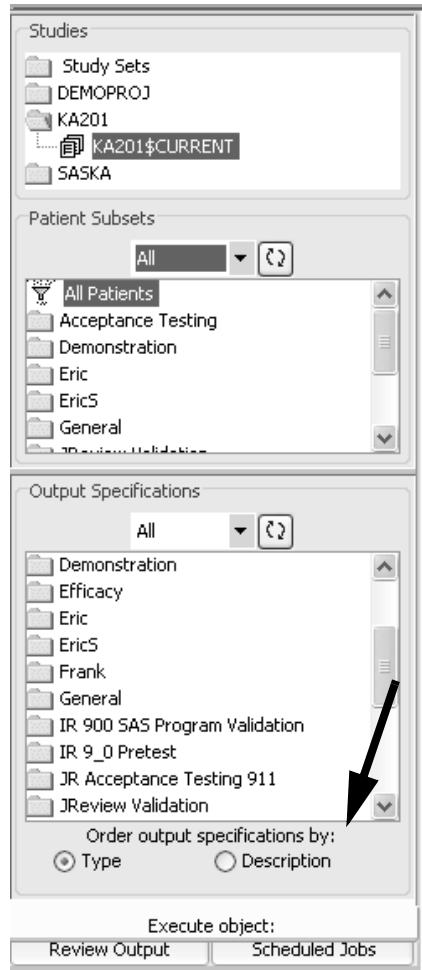 Studies
Study Sets
DEMOPROJ
KA201
KA201$CURRENT
SASKA
Patient Subsets
All
All Patients
Acceptance Testing
Demonstration
Eric
EricS
General
Output Specifications
All
Demonstration
Efficacy
Eric
EricS
Frank
General
IR 900 SAS Program Validation
IR 9_0 Pretest
JR Acceptance Testing 911
JReview Validation
Order output specifications by:
Type Description
Execute object:
Review Output Scheduled Jobs